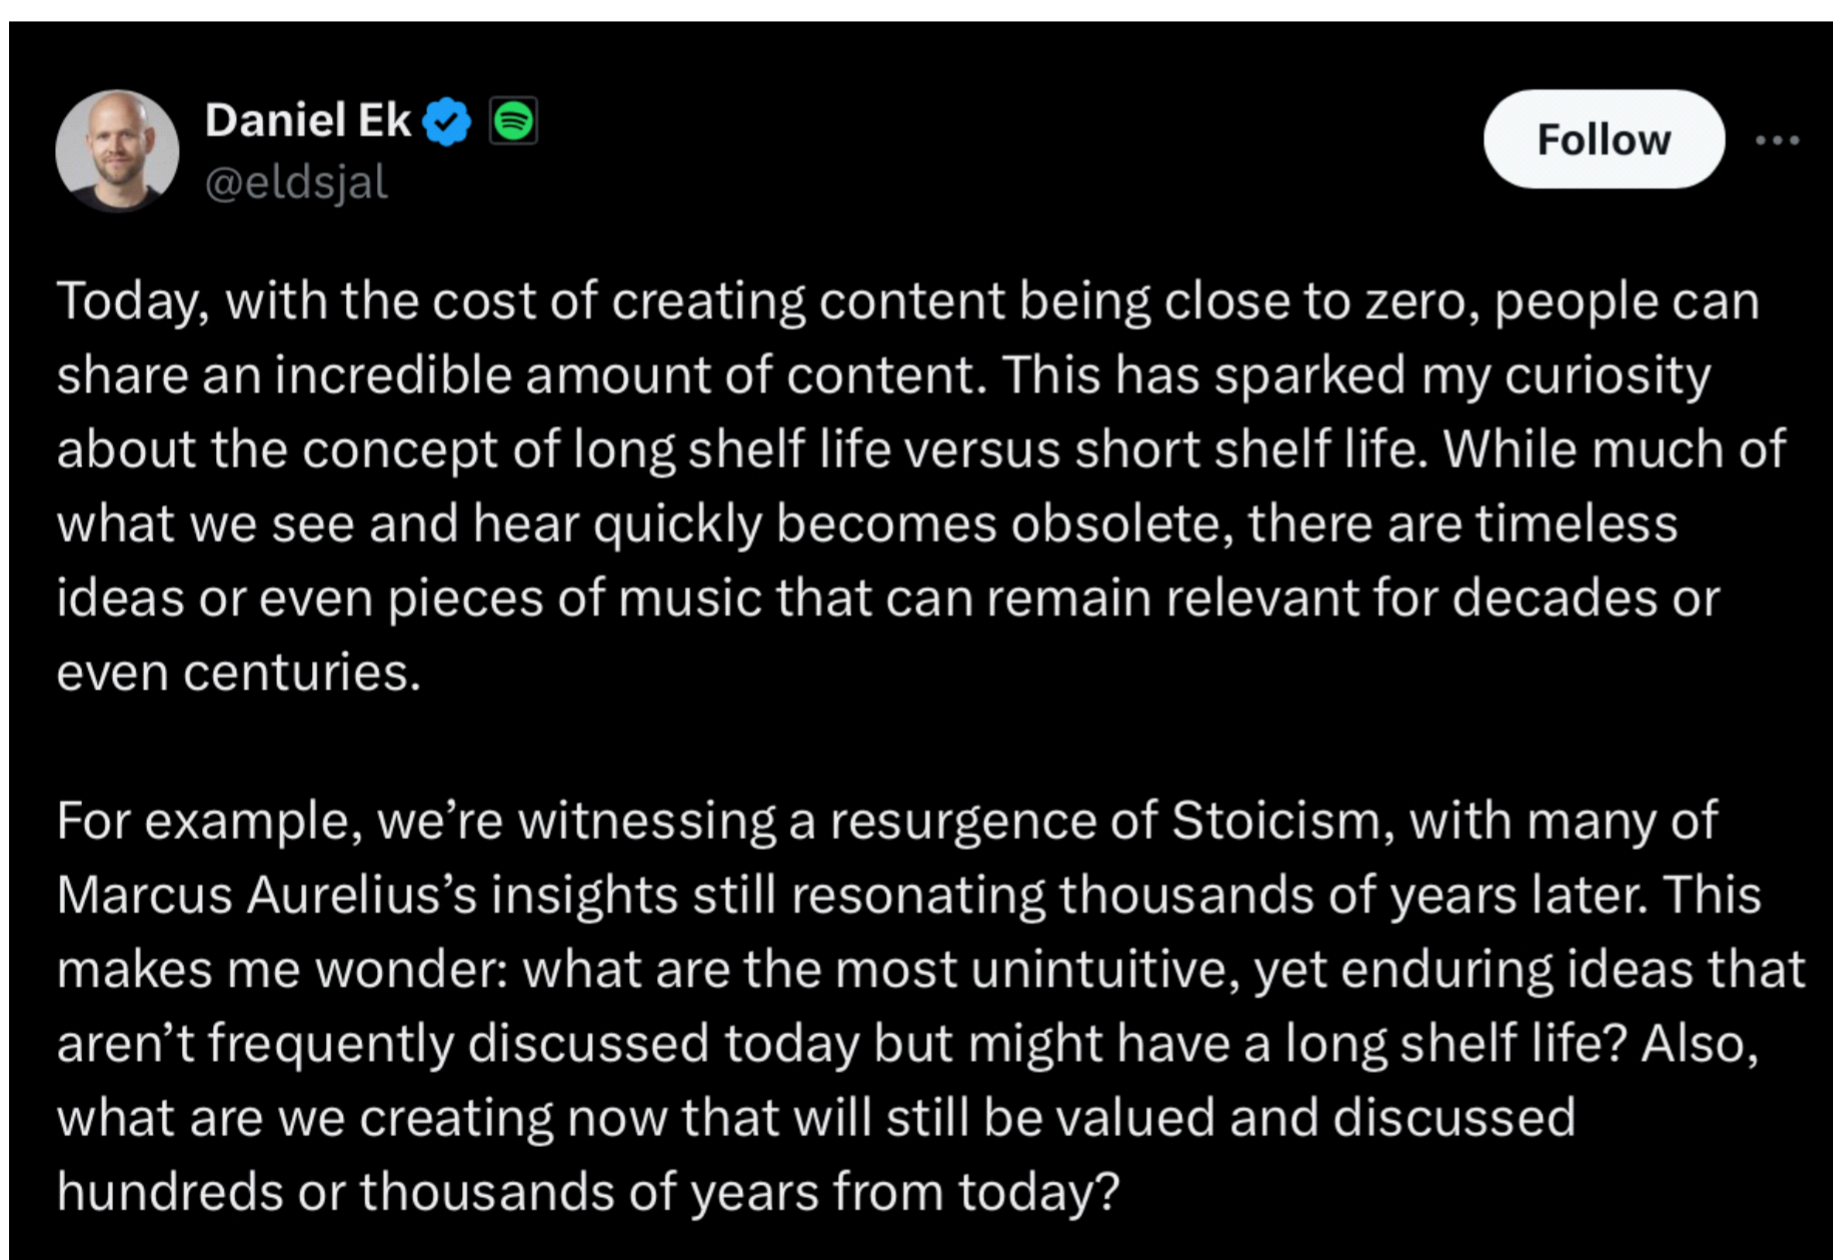 Daniel Ek
@eldsjal
Follow
Today, with the cost of creating content being close to zero, people can
share an incredible amount of content. This has sparked my curiosity
about the concept of long shelf life versus short shelf life. While much of
what we see and hear quickly becomes obsolete, there are timeless
ideas or even pieces of music that can remain relevant for decades or
even centuries.
For example, we’re witnessing a resurgence of Stoicism, with many of
Marcus Aurelius’s insights still resonating thousands of years later. This
makes me wonder: what are the most unintuitive, yet enduring ideas that
aren’t frequently discussed today but might have a long shelf life? Also,
what are we creating now that will still be valued and discussed
hundreds or thousands of years from today?